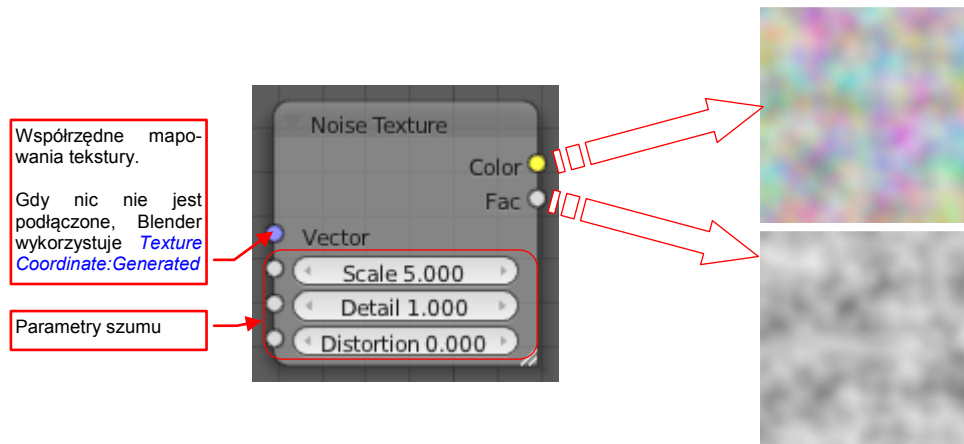 Współrzędne mapo-
wania tekstury.
Gdy nic nie jest
podłączone, Blender
wykorzystuje Texture
Coordinate:Generated
Parametry szumu
Noise Texture
Color
Fac
Vector
Scale 5.000
Detail 1.000
Distortion 0.000